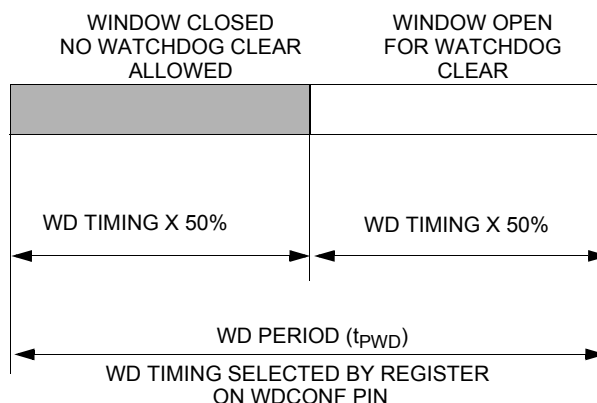 WINDOW CLOSED
NO WATCHDOG CLEAR
ALLOWED
WINDOW OPEN
FOR WATCHDOG
CLEAR
WD TIMING X 50%
WD TIMING X 50%
WD PERIOD (tPWD)
WD TIMING SELECTED BY REGISTER
ON WDCONF PIN